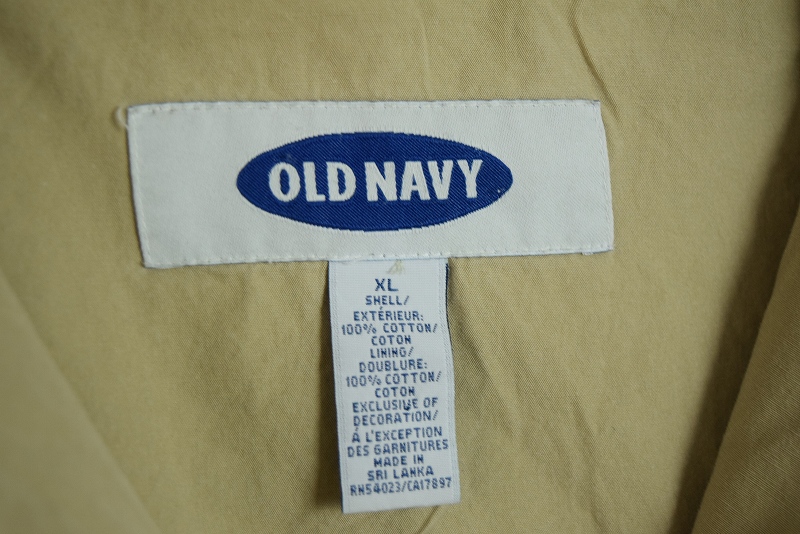 OLD NAVY
XL
SHELL/
EXTÉRIEUR:
100% COTTON/
COTON
LINING/
DOUBLURE:
100% COTTON/
COTON
EXCLUSIVE OF
DECORATION/
À L'EXCEPTION
DES GARNITURES
MADE IN
SRI LANKA
RN54023/CA17897